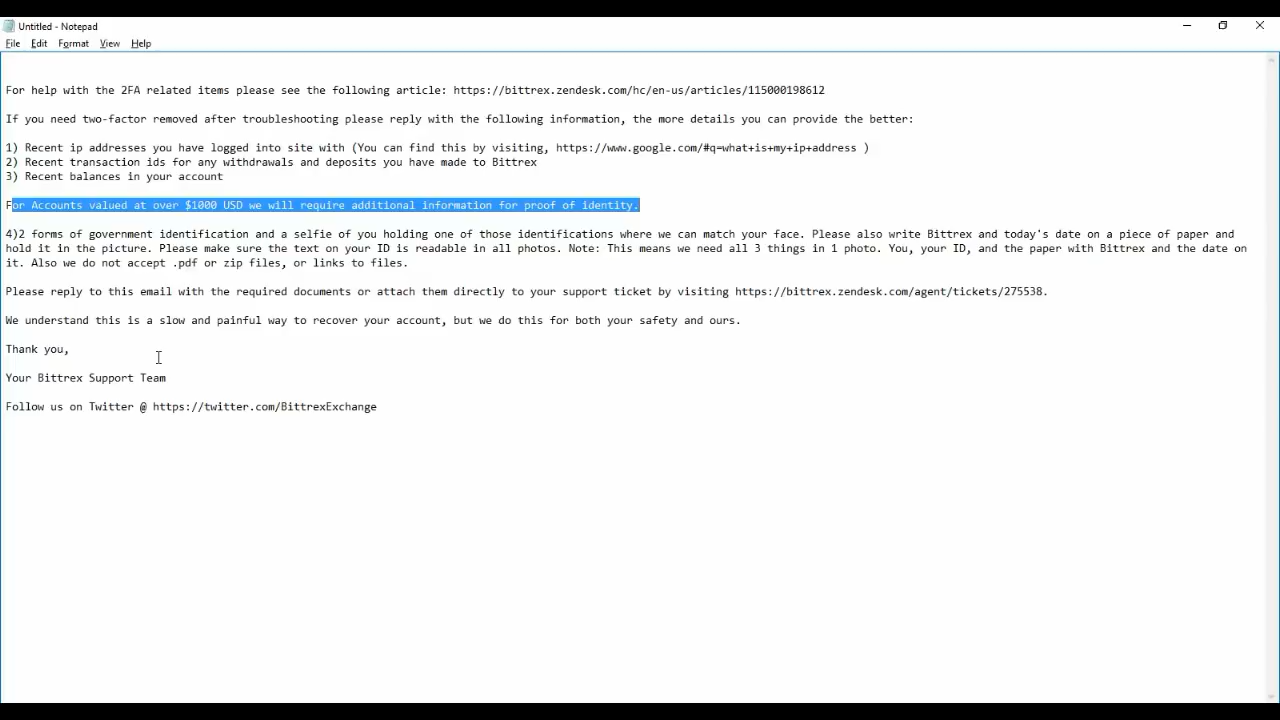 Untitled - Notepad
File Edit Format View Help
For help with the 2FA related items please see the following article: https://bittrex.zendesk.com/hc/en-us/articles/115000198612
If you need two-factor removed after troubleshooting please reply with the following information, the more details you can provide the better:
1) Recent ip addresses you have logged into site with (You can find this by visiting, https://www.google.com/#q=what+is+my+ip+address )
2) Recent transaction ids for any withdrawals and deposits you have made to Bittrex
3) Recent balances in your account
For Accounts valued at over $1000 USD we will require additional information for proof of identity.
4)2 forms of government identification and a selfie of you holding one of those identifications where we can match your face. Please also write Bittrex and today's date on a piece of paper and
hold it in the picture. Please make sure the text on your ID is readable in all photos. Note: This means we need all 3 things in 1 photo. You, your ID, and the paper with Bittrex and the date on
it. Also we do not accept .pdf or zip files, or links to files.
Please reply to this email with the required documents or attach them directly to your support ticket by visiting https://bittrex.zendesk.com/agent/tickets/275538.
We understand this is a slow and painful way to recover your account, but we do this for both your safety and ours.
Thank you,
Your Bittrex Support Team
Follow us on Twitter @ https://twitter.com/BittrexExchange